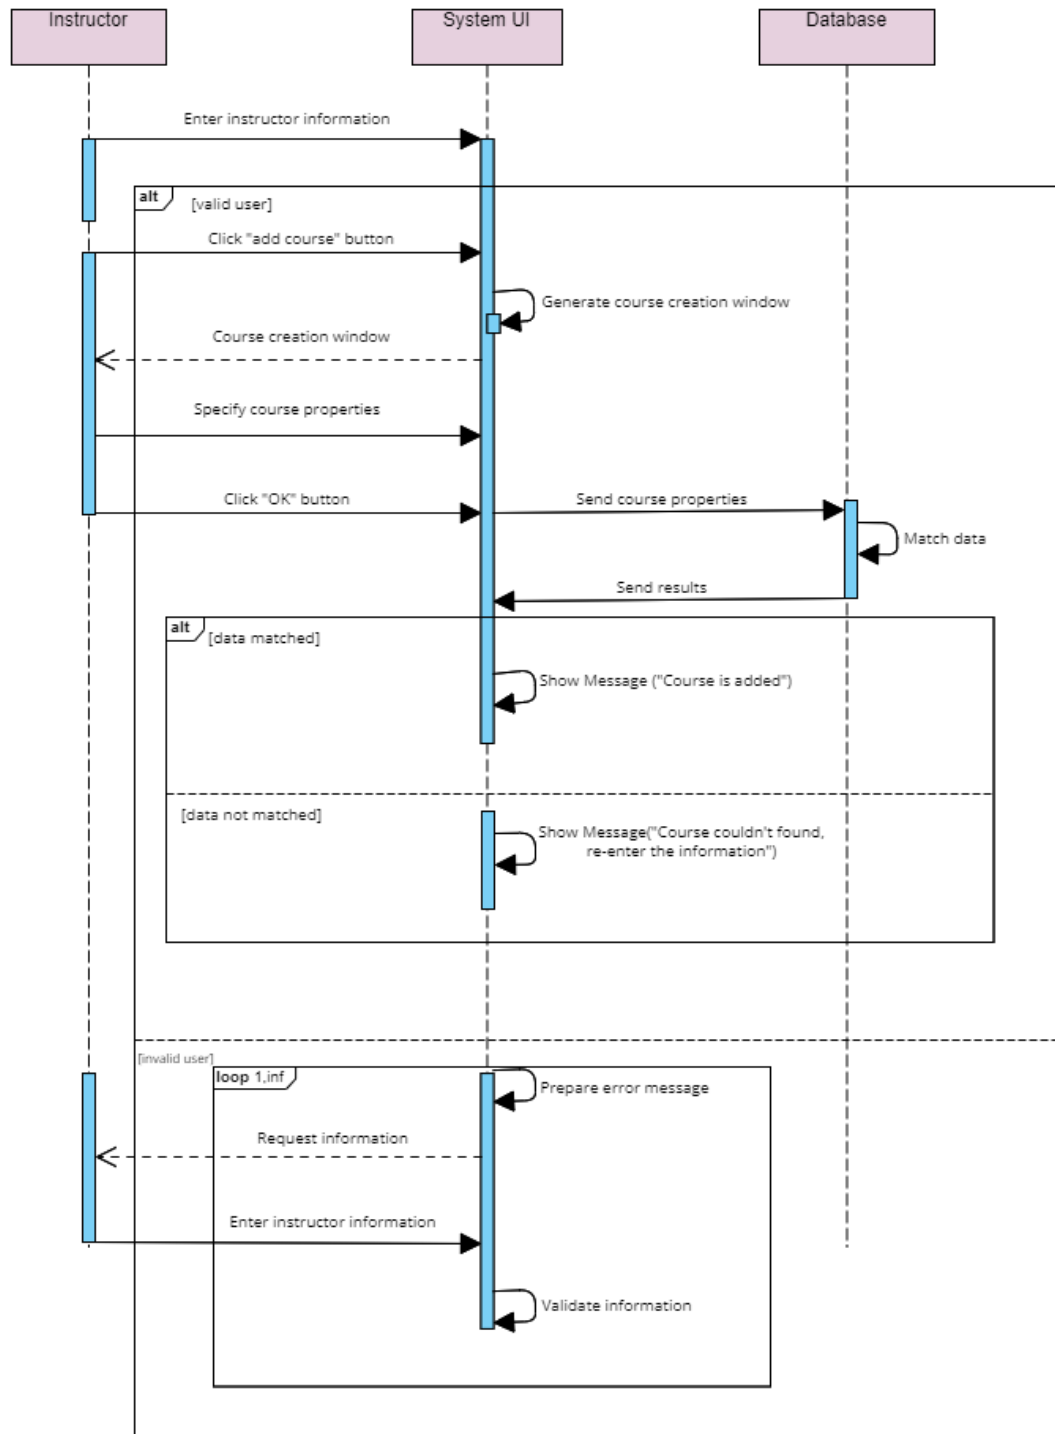 Instructor
System UI
Database
Enter instructor information
alt
[valid user]
Click "add course" button
Generate course creation window
Course creation window
Specify course properties
Click "OK" button
Send course properties
Match data
Send results
alt
[data matched]
Show Message ("Course is added")
[data not matched]
Show Message("Course couldn't found,
re-enter the information")
[invalid user]
loop 1,inf
Prepare error message
Request information
Enter instructor information
Validate information